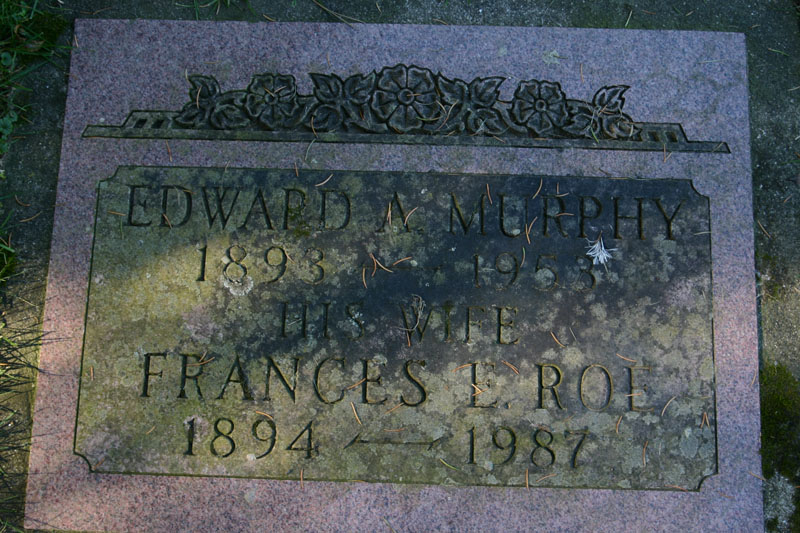 EDWARD A. MURPHY
1893 - 1953
HIS WIFE
FRANCES E. ROE
1894 - 1987